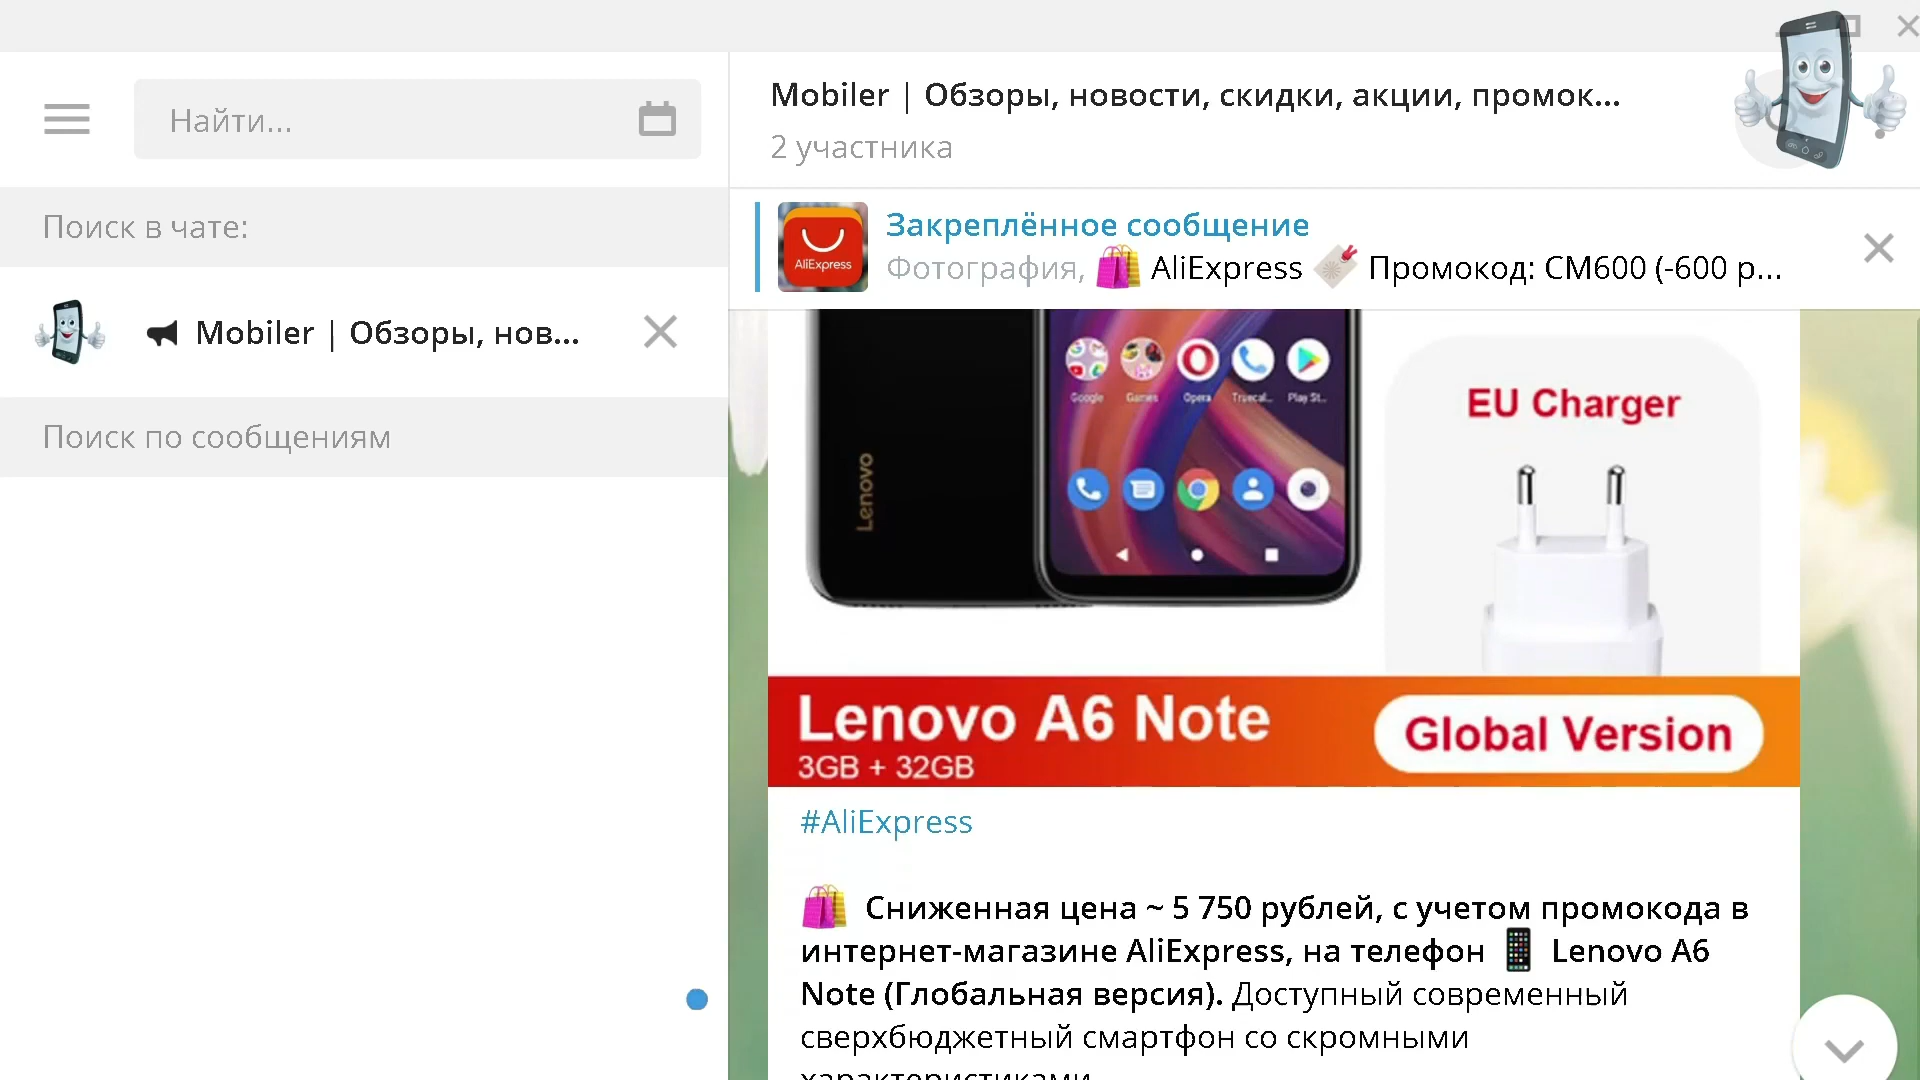 Найти...
Поиск в чате:
Mobiler | Обзоры, нов...
Поиск по сообщениям
Mobiler | Обзоры, новости, скидки, акции, промок...
2 участника
AliExpress
Закреплённое сообщение
Фотография, AliExpress Промокод: CM600 (-600 р...
Google Games Opera Truecal... Play St...
Lenovo
EU Charger
Lenovo A6 Note
3GB + 32GB
Global Version
#AliExpress
Сниженная цена ~ 5 750 рублей, с учетом промокода в
интернет-магазине AliExpress, на телефон Lenovo A6
Note (Глобальная версия). Доступный современный
сверхбюджетный смартфон со скромными
характеристиками